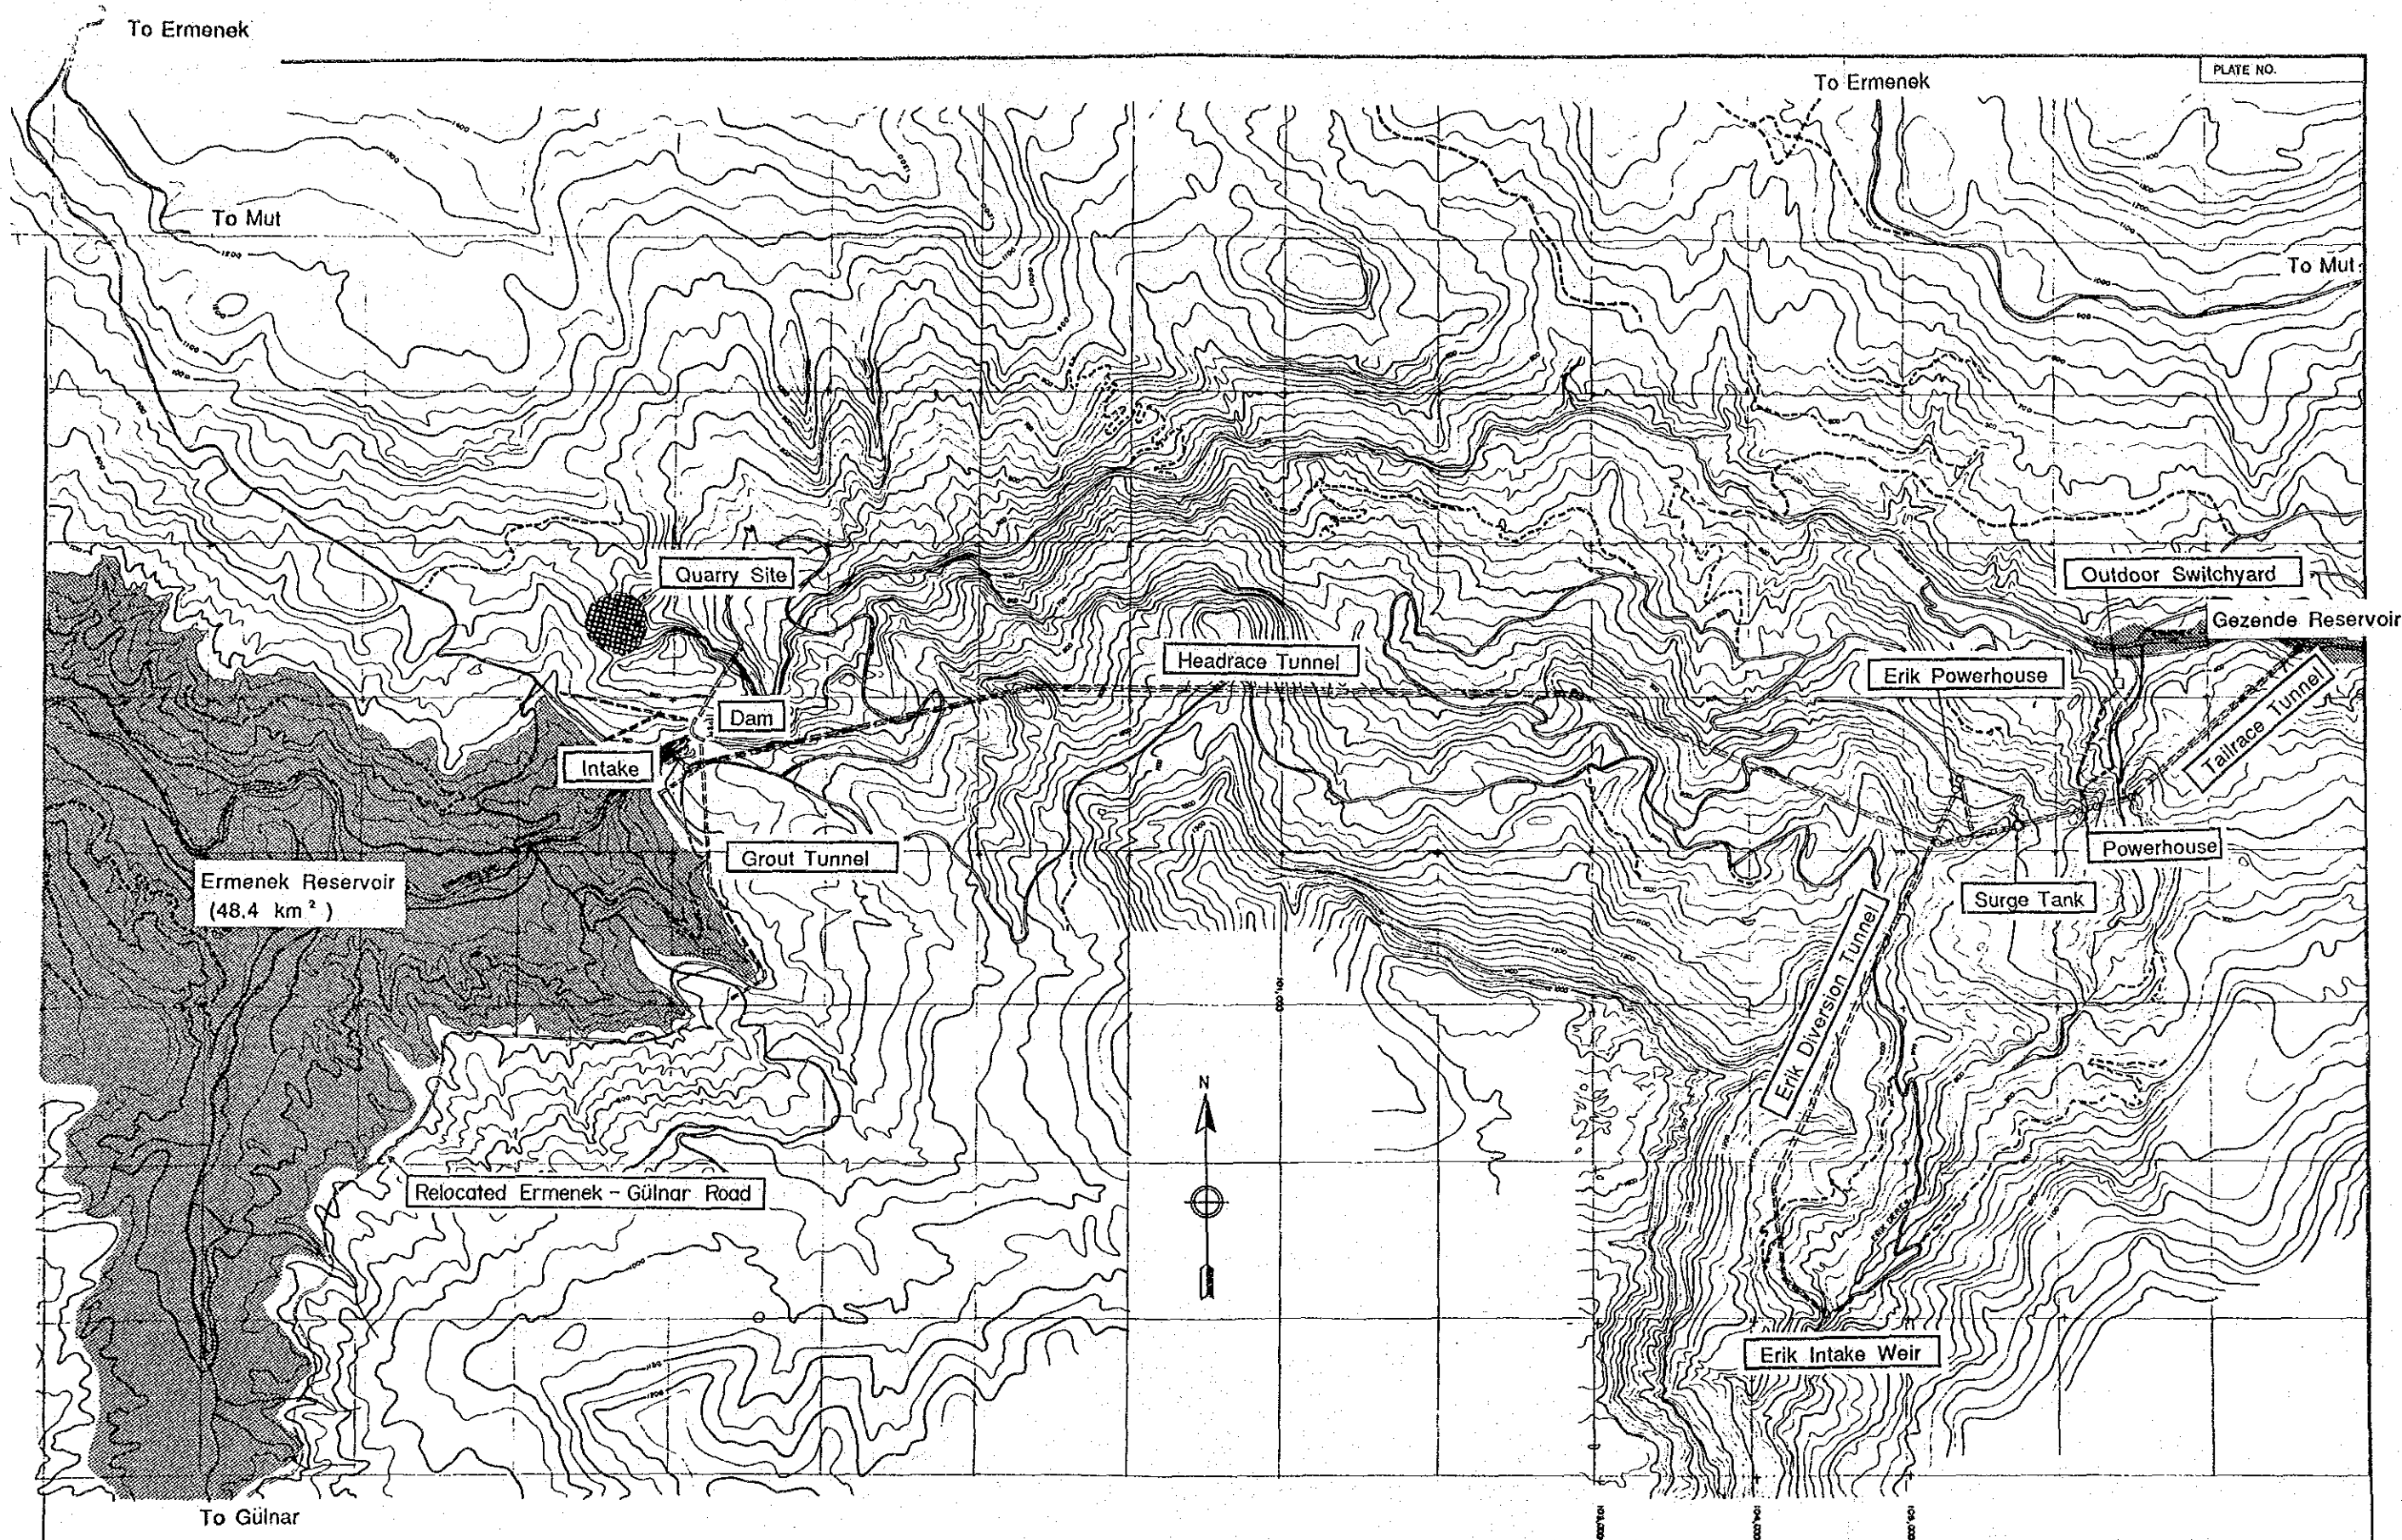 To Ermenek
PLATE NO.
To Ermenek
To Mut
To Mut
Quarry Site
Outdoor Switchyard
Gezende Reservoir
Headrace Tunnel
Erik Powerhouse
Dam
Tailrace Tunnel
Intake
Grout Tunnel
Powerhouse
Ermenek Reservoir
(48.4 km²)
Surge Tank
Erik Diversion Tunnel
N
Relocated Ermenek - Gülnar Road
Erik Intake Weir
To Gülnar